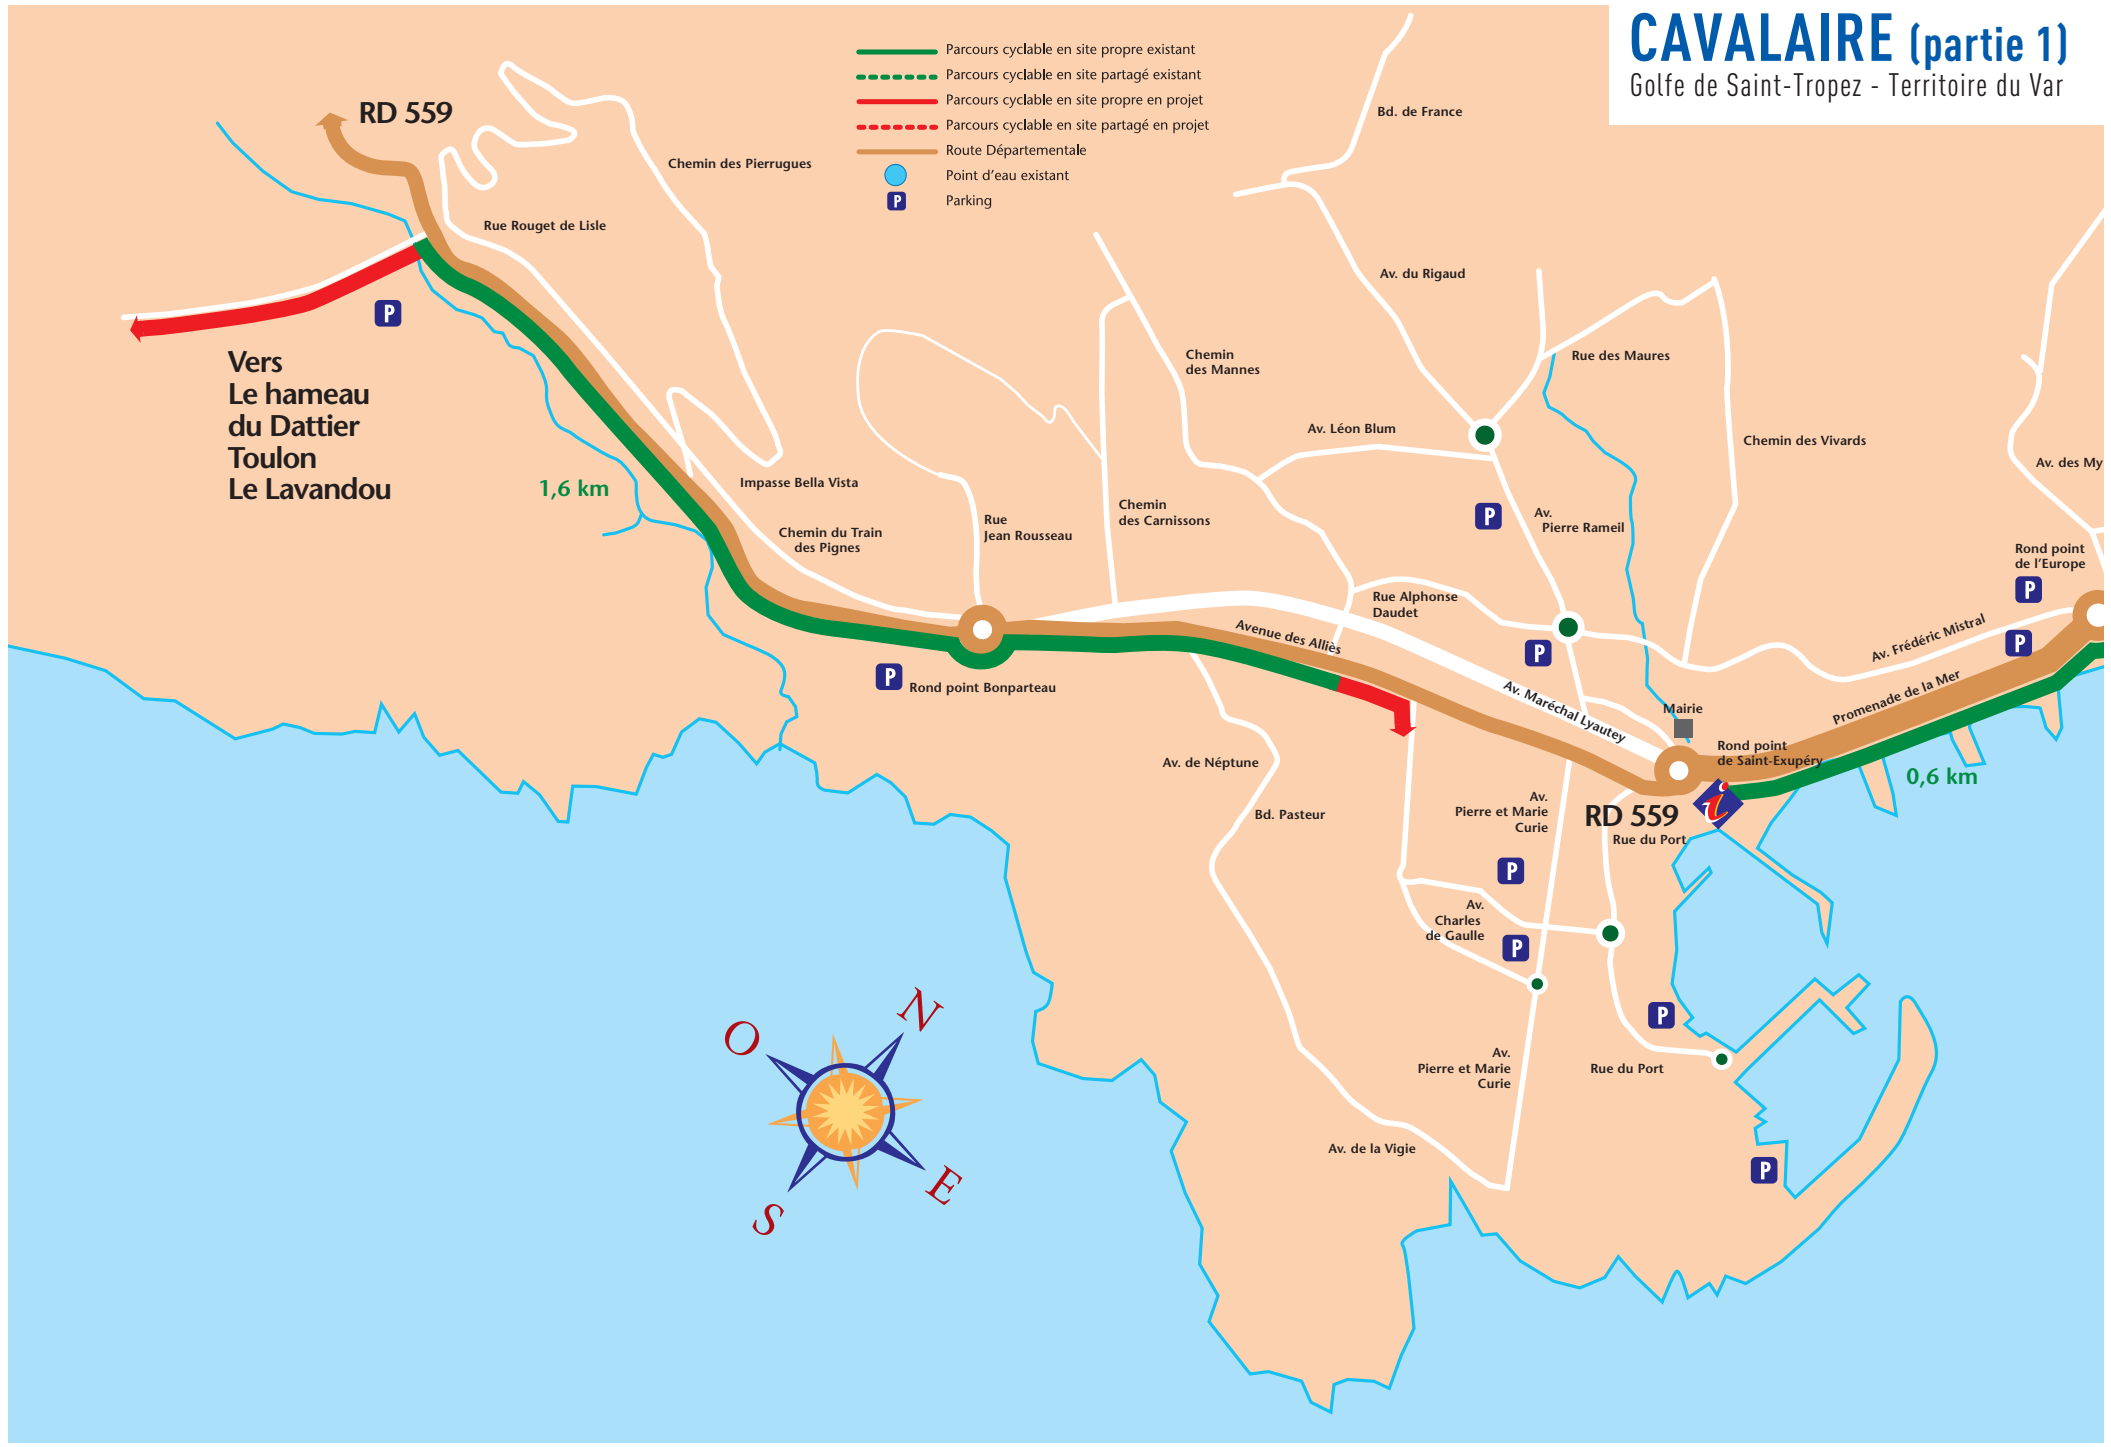 CAVALAIRE (partie 1)
Golfe de Saint-Tropez - Territoire du Var
Parcours cyclable en site propre existant
Parcours cyclable en site partagé existant
Parcours cyclable en site propre en projet
Parcours cyclable en site partagé en projet
Route Départementale
Point d'eau existant
P Parking
RD 559
Chemin des Pierrugues
Rue Rouget de Lisle
Bd. de France
Av. du Rigaud
P
Vers
Le hameau
du Dattier
Toulon
Le Lavandou
1,6 km
Chemin
des Mannes
Rue des Maures
Av. Léon Blum
Chemin des Vivards
Av. des My
Impasse Bella Vista
Chemin du Train
des Pignes
Rue
Jean Rousseau
Chemin
des Carnissons
P
Av.
Pierre Rameil
Rond point
de l'Europe
P
Rue Alphonse
Daudet
Avenue des Alliès
P
Av. Frédéric Mistral
P
P
Rond point Bonparteau
Av. Maréchal Lyautey
Mairie
Promenade de la Mer
Rond point
de Saint-Exupéry
0,6 km
Av. de Néptune
Bd. Pasteur
Av.
Pierre et Marie
Curie
RD 559
i
Rue du Port
P
Av.
Charles
de Gaulle
P
P
Av.
Pierre et Marie
Curie
Rue du Port
Av. de la Vigie
P
N
O
E
S